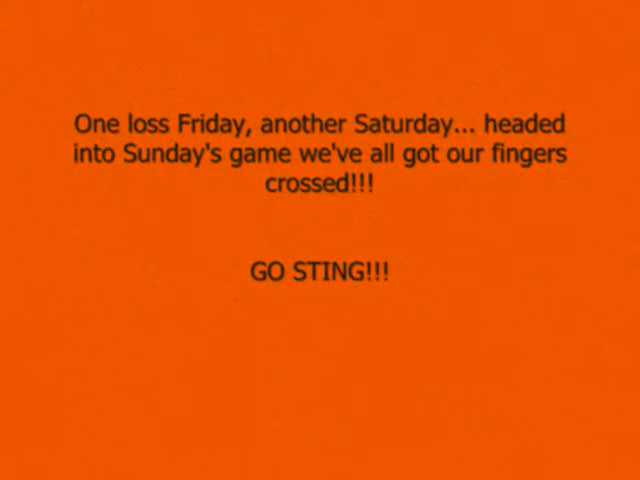 One loss Friday, another Saturday... headed
into Sunday's game we've all got our fingers
crossed!!!
GO STING!!!